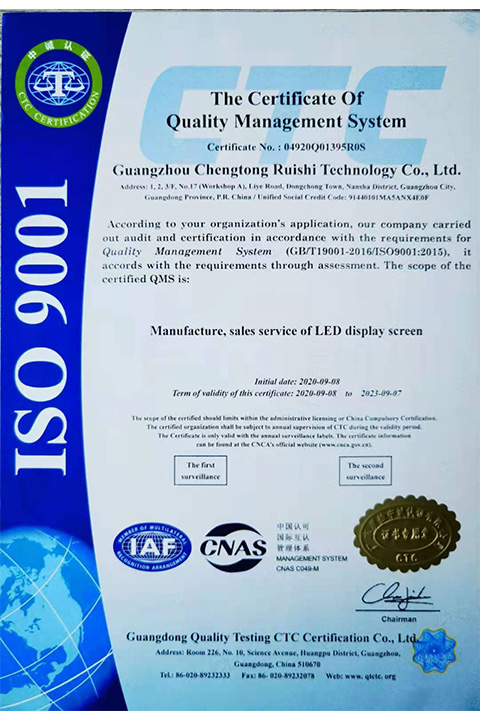 中诚认证
CTC CERTIFICATION
CTC
ISO 9001
The Certificate Of
Quality Management System
Certificate No. : 04920Q01395R0S
Guangzhou Chengtong Ruishi Technology Co., Ltd.
Address: 1, 2, 3/F, No.17 (Workshop A), Liye Road, Dongchong Town, Nansha District, Guangzhou City,
Guangdong Province, P.R. China / Unified Social Credit Code: 91440101MA5ANX4E0F
According to your organization's application, our company carried
out audit and certification in accordance with the requirements for
Quality Management System (GB/T19001-2016/ISO9001:2015), it
accords with the requirements through assessment. The scope of the
certified QMS is:
Manufacture, sales service of LED display screen
Initial date: 2020-09-08
Term of validity of this certificate: 2020-09-08 to 2023-09-07
The scope of the certified should limits within the administrative licensing or China Compulsory Certification.
The certified organization shall be subject to annual supervision of CTC during the validity period.
The Certificate is only valid with the annual surveillance labels. The certificate information
can be found at the CNCA's official website (www.cnca.gov.cn).
The first
surveillance
The second
surveillance
MEMBER OF MULTILATERAL
IAF
RECOGNITION ARRANGEMENT
CNAS
中国认可
国际互认
管理体系
MANAGEMENT SYSTEM
CNAS C049-M
证书专用章
CTC
Chairman
Guangdong Quality Testing CTC Certification Co., Ltd.
Address: Room 226, No. 10, Science Avenue, Huangpu District, Guangzhou,
Guangdong, China 510670
Tel.: 86-020-89232333 Fax: 86- 020-89232078 Web: www. qtctc. org